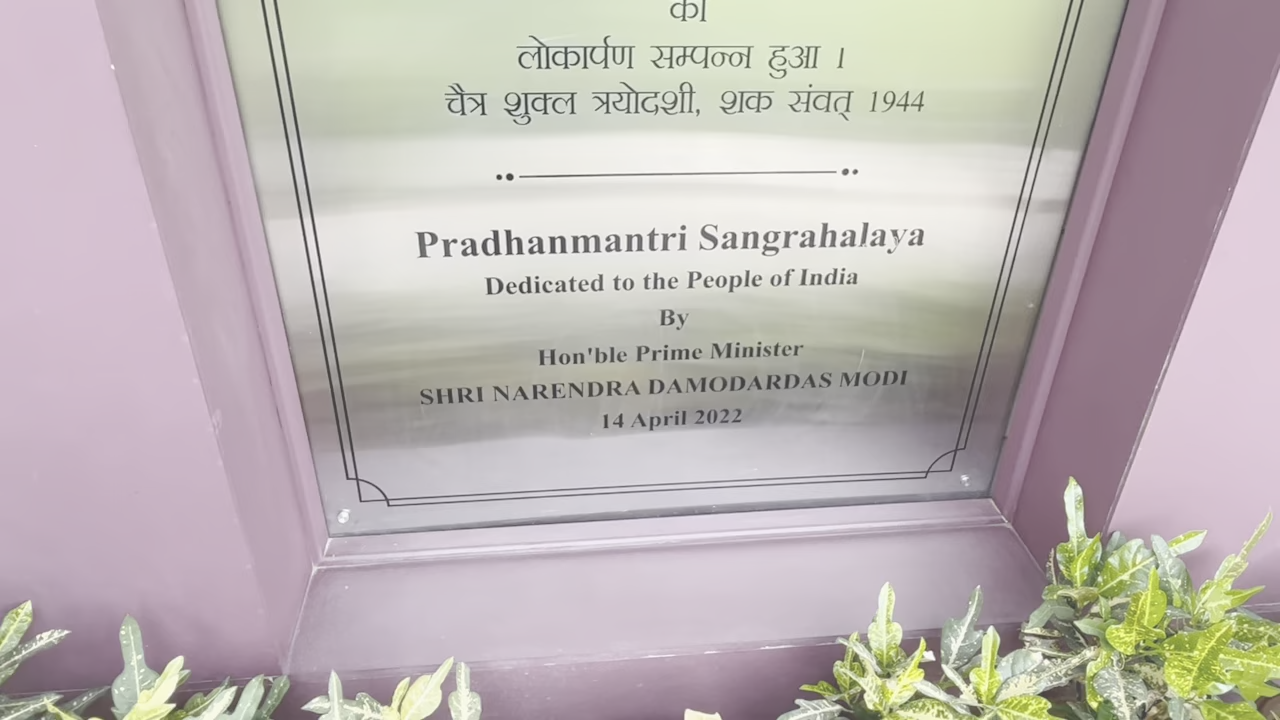 का
लोकार्पण सम्पन्न हुआ ।
चैत्र शुक्ल त्रयोदशी, शक संवत् 1944
Pradhanmantri Sangrahalaya
Dedicated to the People of India
By
Hon'ble Prime Minister
SHRI NARENDRA DAMODARDAS MODI
14 April 2022